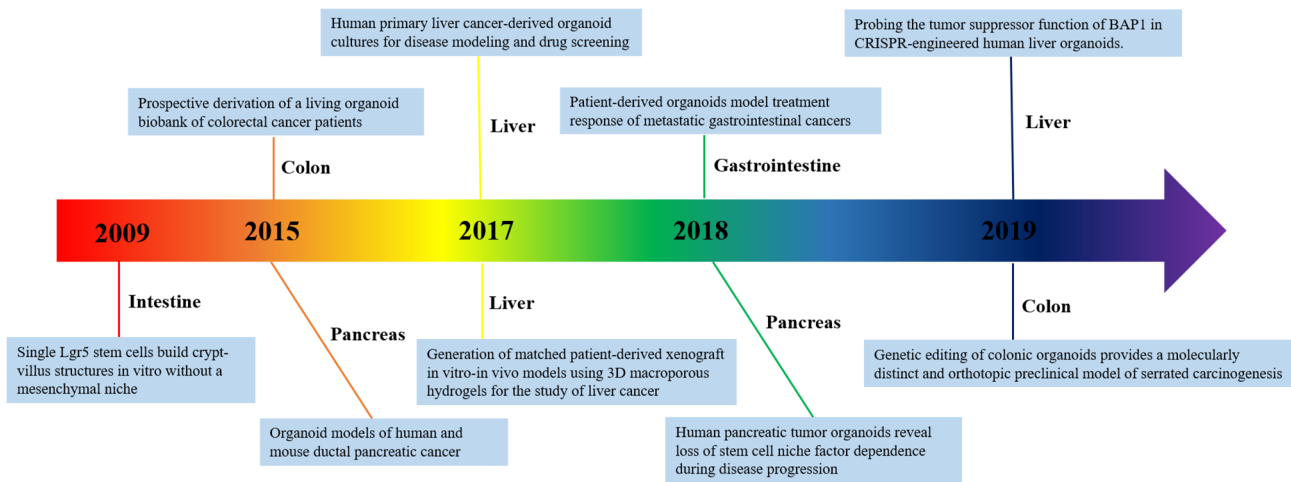 Human primary liver cancer-derived organoid
cultures for disease modeling and drug screening
Probing the tumor suppressor function of BAP1 in
CRISPR-engineered human liver organoids.
Prospective derivation of a living organoid
biobank of colorectal cancer patients
Patient-derived organoids model treatment
response of metastatic gastrointestinal cancers
Liver
Liver
Colon
Gastrointestine
2009
2015
2017
2018
2019
Intestine
Pancreas
Liver
Pancreas
Colon
Single Lgr5 stem cells build crypt-
villus structures in vitro without a
mesenchymal niche
Generation of matched patient-derived xenograft
in vitro-in vivo models using 3D macroporous
hydrogels for the study of liver cancer
Genetic editing of colonic organoids provides a molecularly
distinct and orthotopic preclinical model of serrated carcinogenesis
Organoid models of human and
mouse ductal pancreatic cancer
Human pancreatic tumor organoids reveal
loss of stem cell niche factor dependence
during disease progression